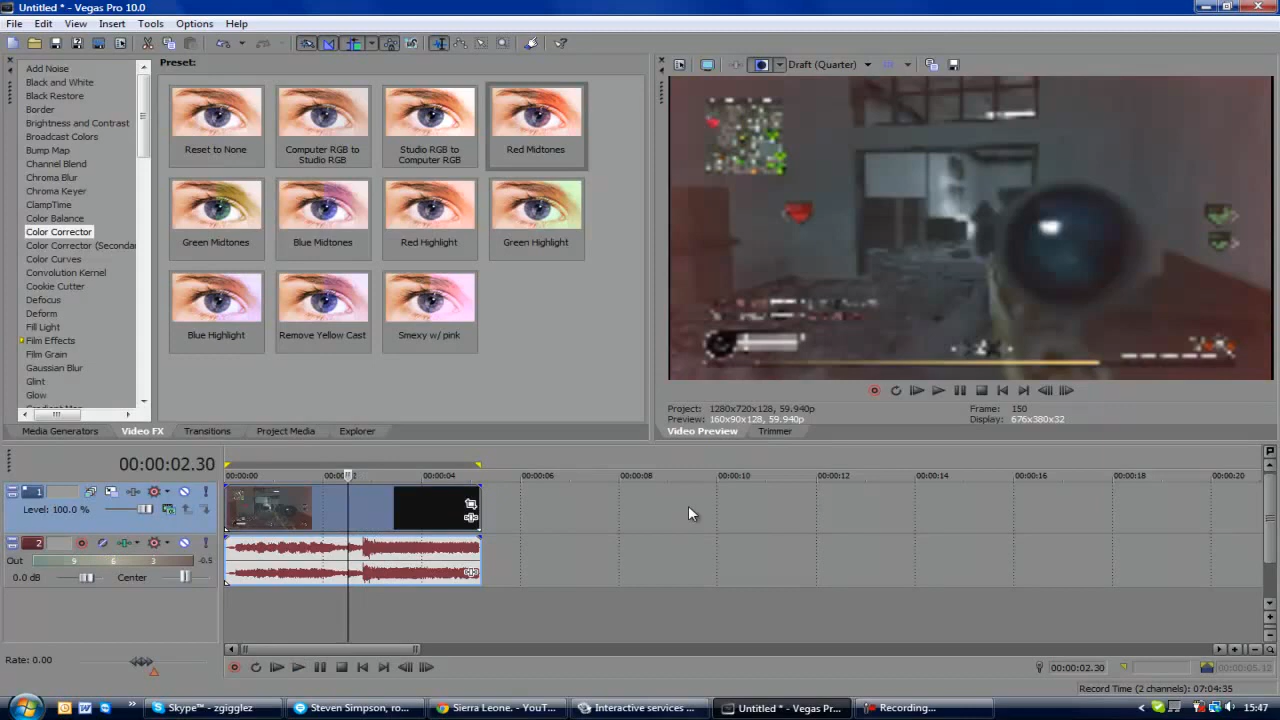 Untitled * - Vegas Pro 10.0
File Edit View Insert Tools Options Help
Add Noise
Black and White
Black Restore
Border
Brightness and Contrast
Broadcast Colors
Bump Map
Channel Blend
Chroma Blur
Chroma Keyer
ClampTime
Color Balance
Color Corrector
Color Corrector (Seconda
Color Curves
Convolution Kernel
Cookie Cutter
Defocus
Deform
Fill Light
Film Effects
Film Grain
Gaussian Blur
Glint
Glow
Preset:
Reset to None
Computer RGB to Studio RGB
Studio RGB to Computer RGB
Red Midtones
Green Midtones
Blue Midtones
Red Highlight
Green Highlight
Blue Highlight
Remove Yellow Cast
Smexy w/ pink
Draft (Quarter)
Project: 1280x720x128, 59.940p
Frame: 150
Preview: 160x90x128, 59.940p
Display: 676x380x32
Media Generators Video FX Transitions Project Media Explorer
Video Preview Trimmer
00:00:02.30
00:00:00 00:00:04 00:00:06 00:00:08 00:00:10 00:00:12 00:00:14 00:00:16 00:00:18 00:00:20
1
Level: 100.0 %
2
Out 9 6 3 -0.5
0.0 dB Center
Rate: 0.00
00:00:02.30 00:00:05.12
Record Time (2 channels): 07:04:35
Skype™ - zgigglez
Steven Simpson, ro...
Sierra Leone. - YouT...
Interactive services ...
Untitled * - Vegas Pr...
Recording...
15:47